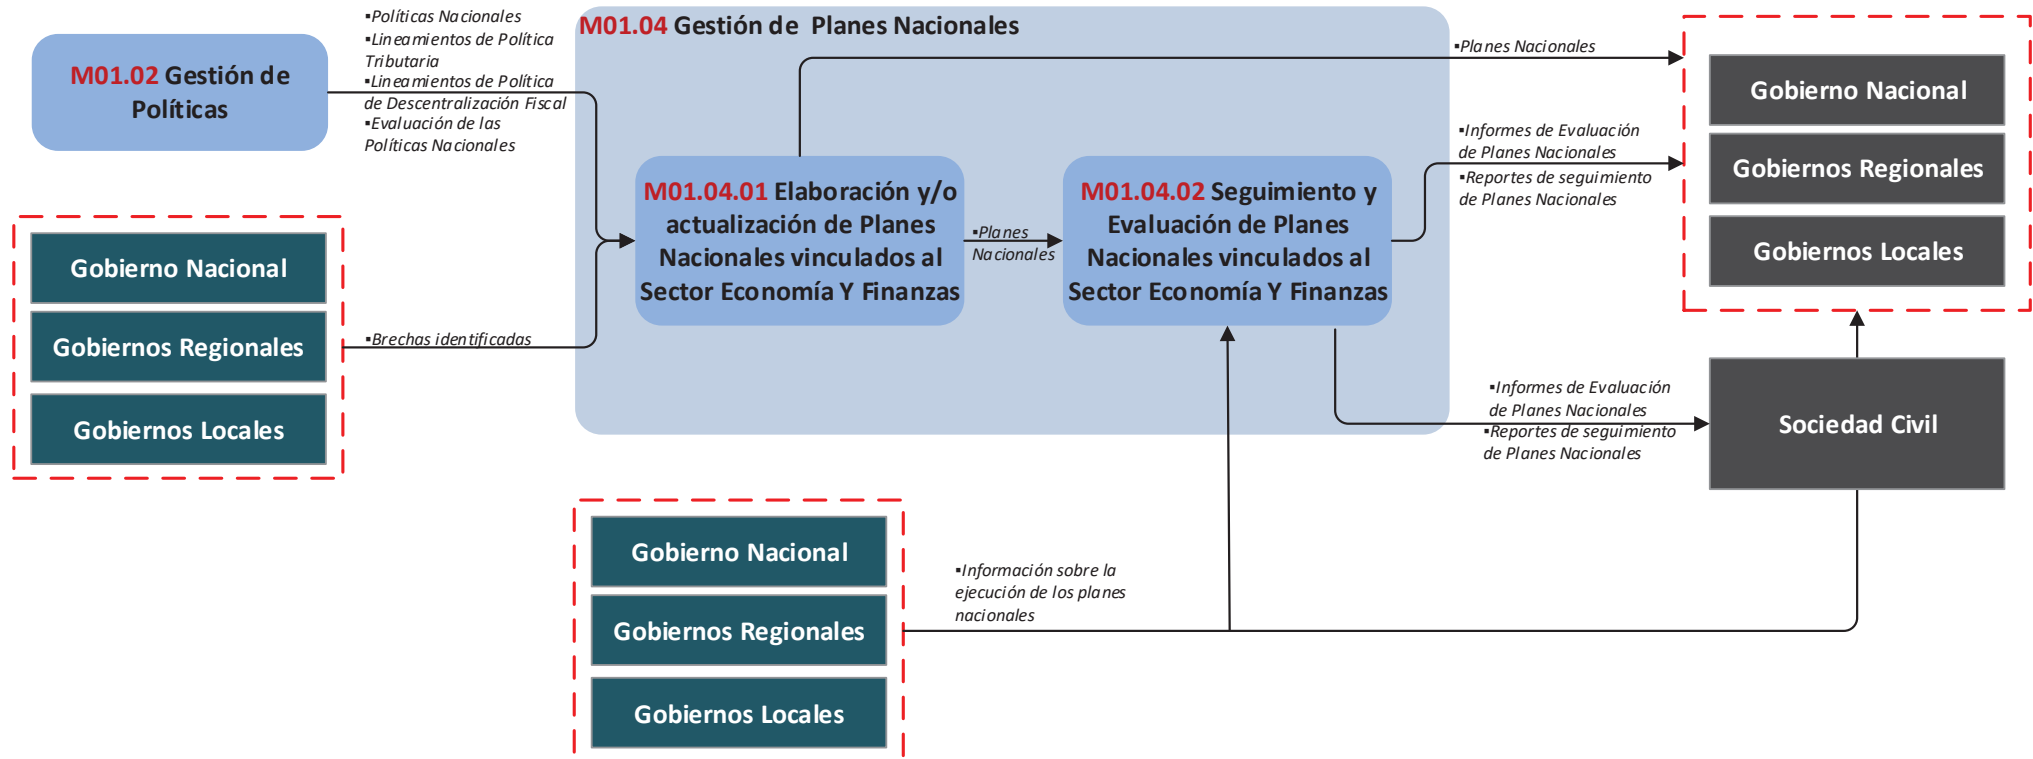 M01.02 Gestión de
Políticas
▪Políticas Nacionales
▪Lineamientos de Política
Tributaria
▪Lineamientos de Política
de Descentralización Fiscal
▪Evaluación de las
Políticas Nacionales
M01.04 Gestión de Planes Nacionales
▪Planes Nacionales
Gobierno Nacional
Gobiernos Regionales
Gobiernos Locales
▪Informes de Evaluación
de Planes Nacionales
▪Reportes de seguimiento
de Planes Nacionales
M01.04.01 Elaboración y/o
actualización de Planes
Nacionales vinculados al
Sector Economía Y Finanzas
▪Planes
Nacionales
M01.04.02 Seguimiento y
Evaluación de Planes
Nacionales vinculados al
Sector Economía Y Finanzas
Gobierno Nacional
Gobiernos Regionales
Gobiernos Locales
▪Brechas identificadas
▪Informes de Evaluación
de Planes Nacionales
▪Reportes de seguimiento
de Planes Nacionales
Sociedad Civil
Gobierno Nacional
Gobiernos Regionales
Gobiernos Locales
▪Información sobre la
ejecución de los planes
nacionales